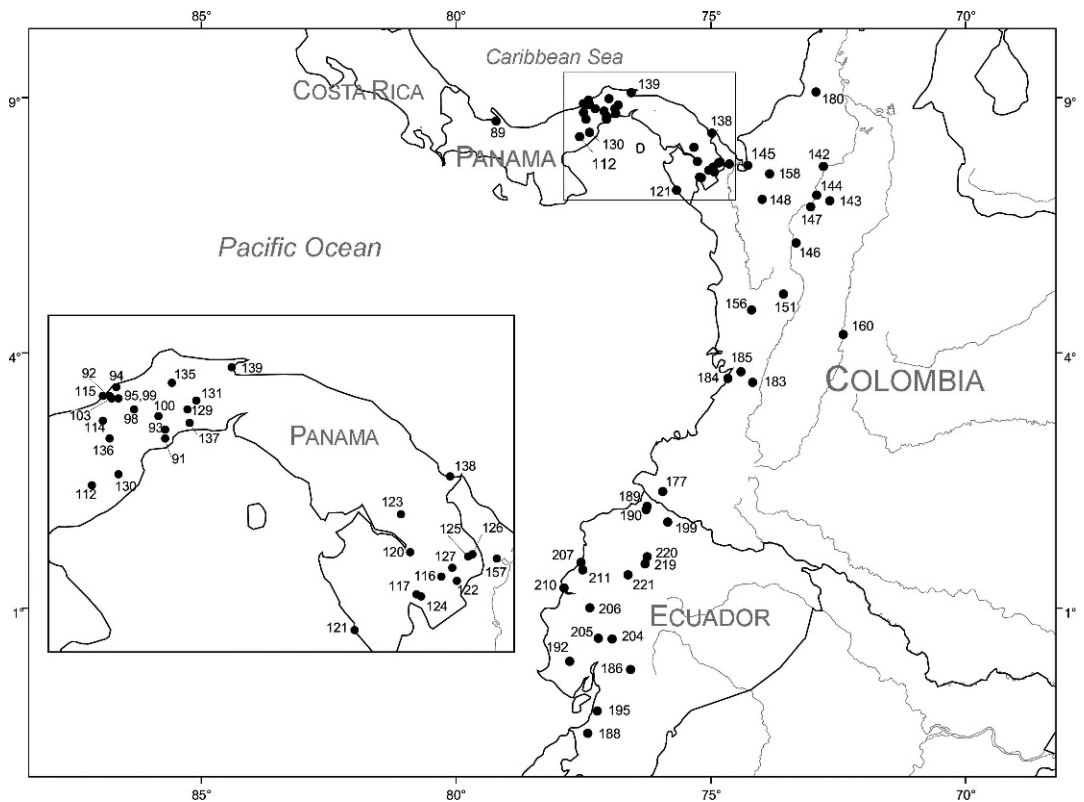 85° 80° 75° 70°
Caribbean Sea
COSTA RICA
9° 139 180 9°
89 138
PANAMA 130 D 145 142
112 158
144
121 148 143
147
Pacific Ocean 146
156 151
160
4° 185 4°
184 183
COLOMBIA
139
92 94 135
115 95,99 131
103 100 129
98
114 93 137
136 PANAMA
91
130 138
112
123
125 126
120 127 157
116
117 122
124
121
177
189
190 199
207 220
219
210 211 221
1° 206 ECUADOR 1°
205 204
192 186
195
188
85° 80° 75° 70°